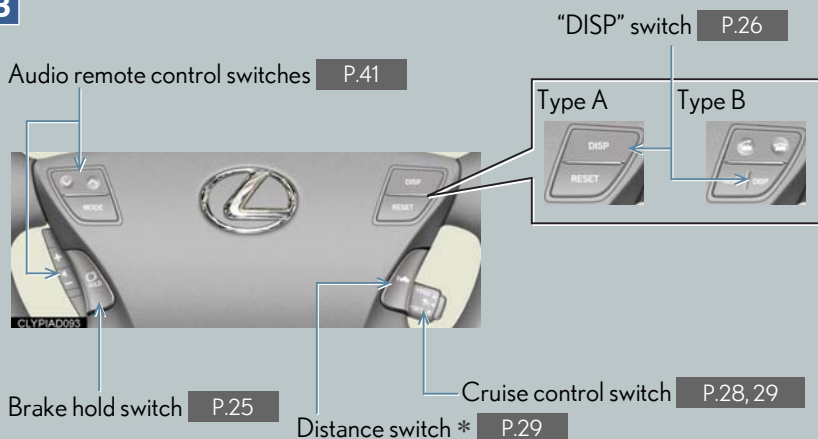 B
"DISP" switch P.26
Audio remote control switches P.41
Type A Type B
DISP
RESET
DISP
MODE
DISP
RESET
+
-
HOLD
CLYPIAD093
Cruise control switch P.28, 29
Brake hold switch P.25
Distance switch * P.29